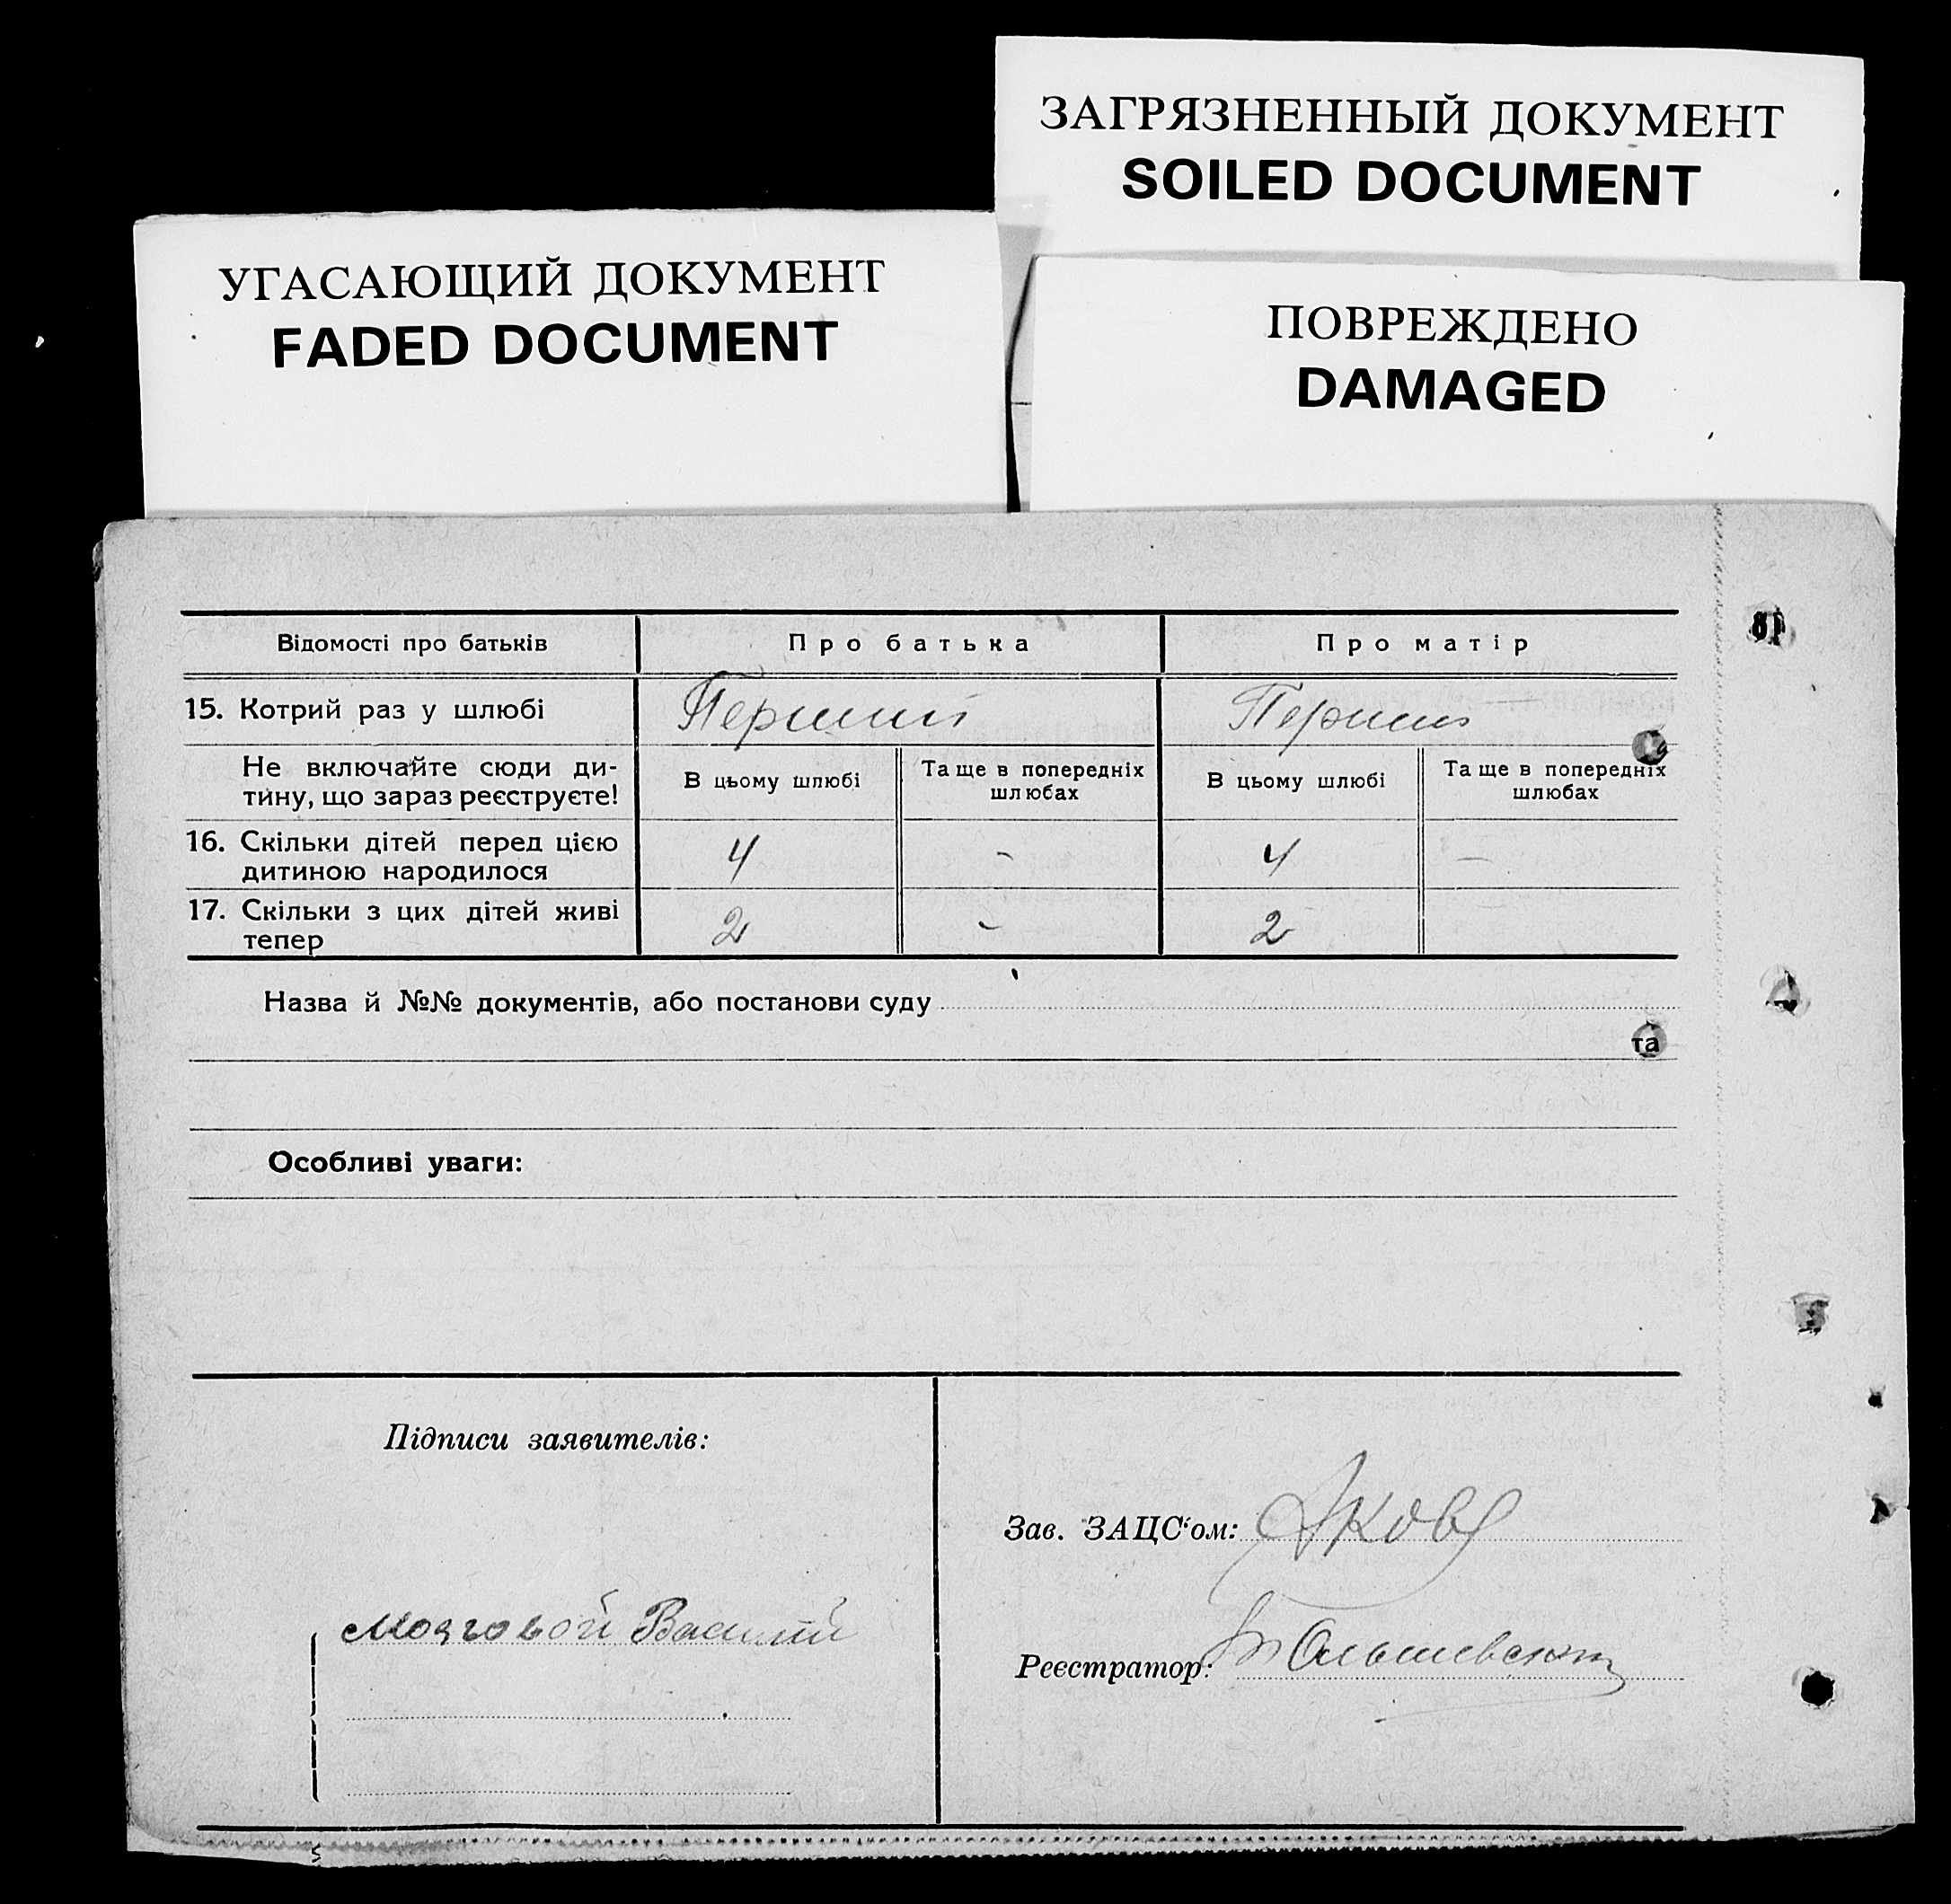 ЗАГРЯЗНЕННЫЙ ДОКУМЕНТ
SOILED DOCUMENT
УГАСАЮЩИЙ ДОКУМЕНТ
FADED DOCUMENT
ПОВРЕЖДЕНО
DAMAGED
Відомості про батьків Про батька Про матір
15. Котрий раз у шлюбі Перший Перший
Не включайте сюди ди-
тину, що зараз реєструєте!
В цьому шлюбі
Та ще в попередніх
шлюбах
В цьому шлюбі
Та ще в попередніх
шлюбах
16. Скільки дітей перед цією
дитиною народилося
4 - 4 -
17. Скільки з цих дітей живі
тепер
2 - 2
Назва й №№ документів, або постанови суду
та
Особливі уваги:
Підписи заявителів:
Зав. ЗАЦС‘ом:
Мозговой Василий
Реєстратор: Ольшевский